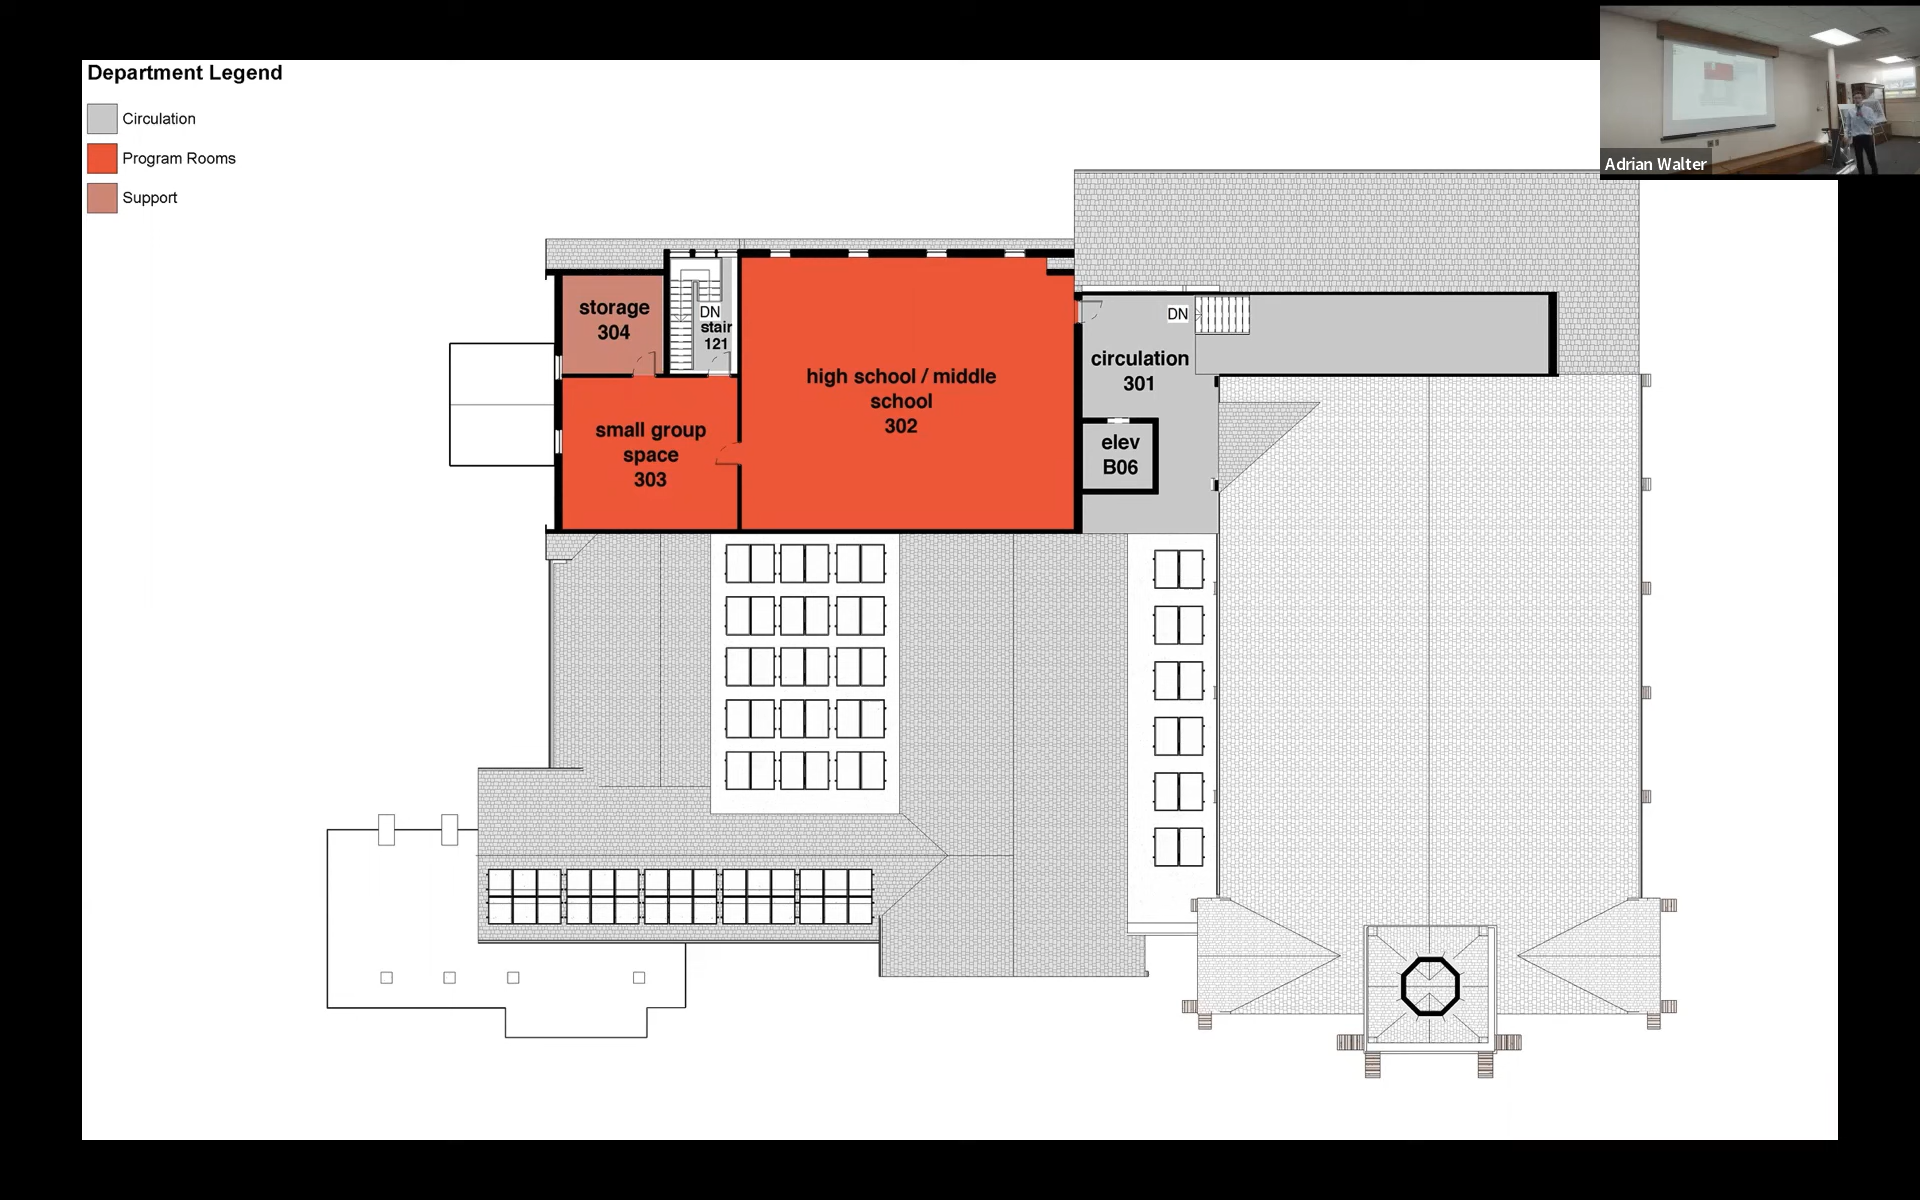 Department Legend
Circulation
Program Rooms
Support
Adrian Walter
storage
304
DN
stair
121
high school / middle
school
302
DN
circulation
301
small group
space
303
elev
B06